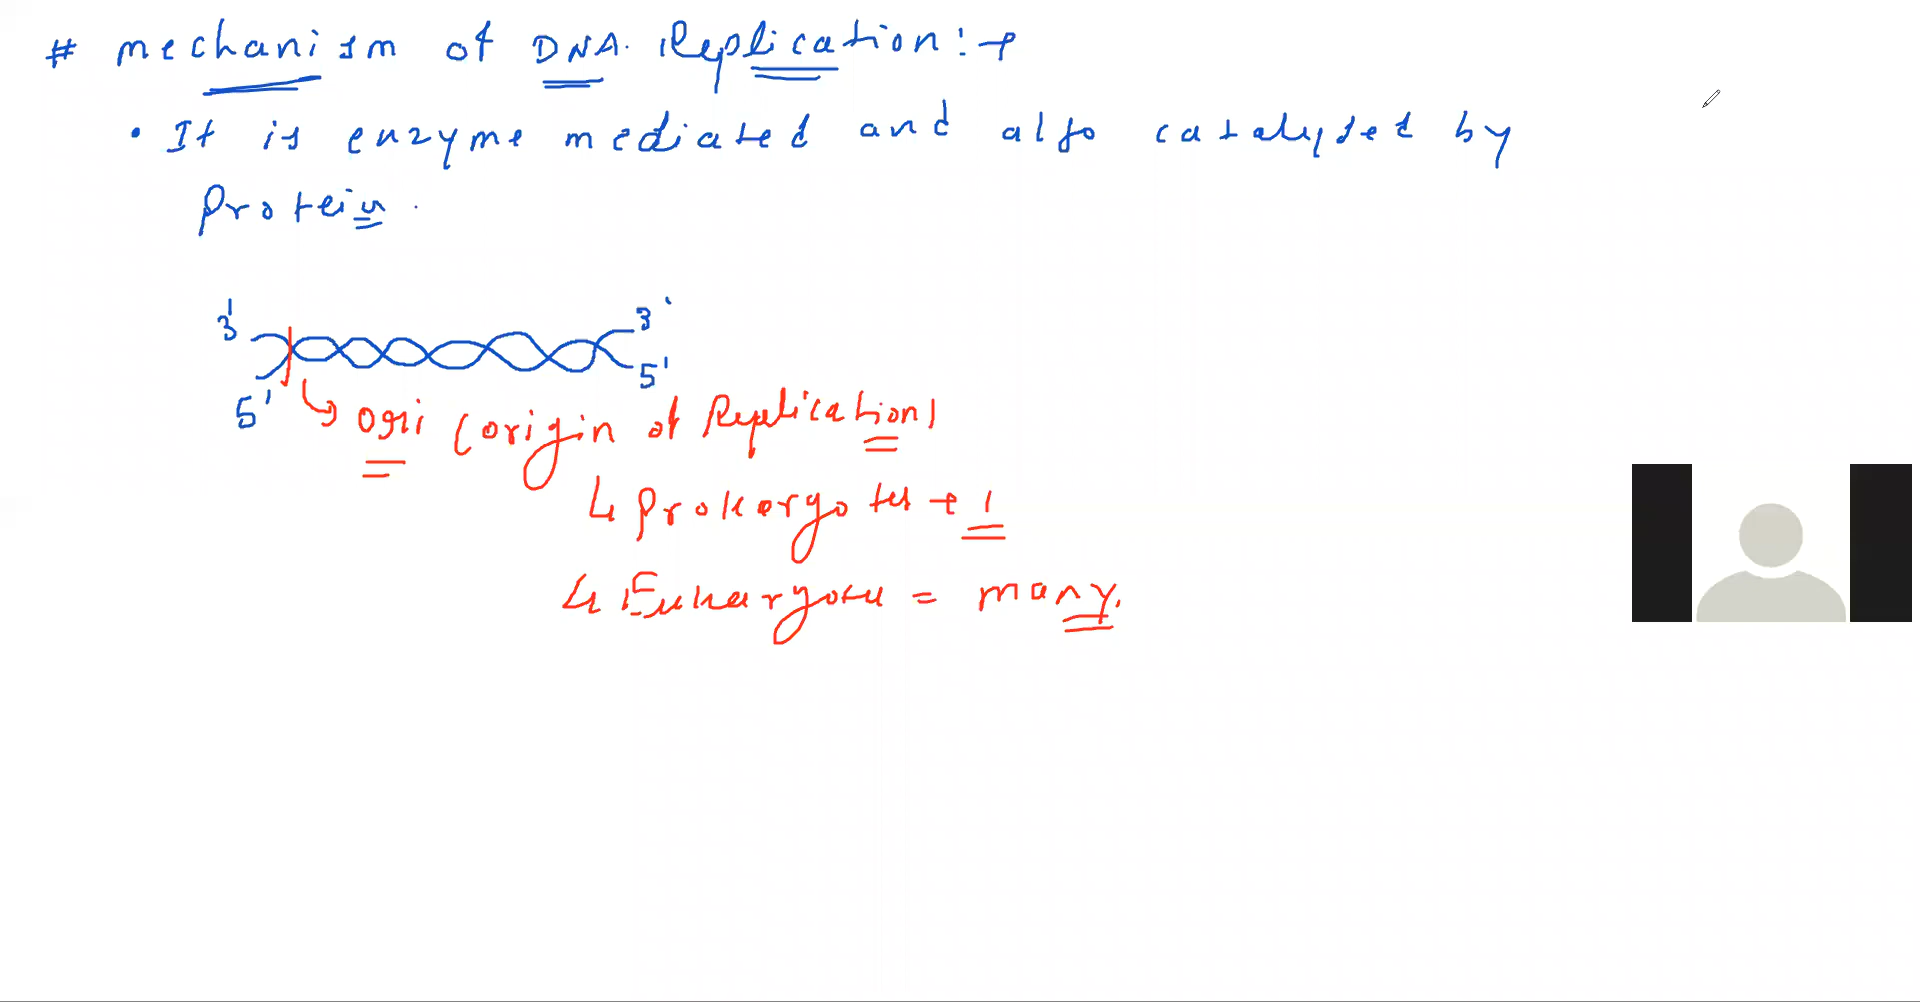 # mechanism of DNA Replication :→
• It is enzyme mediated and also catalysed by
Protein.
3' 3'
5' 5'
↳ ori (origin of Replication)
↳ Prokaryotes → 1
↳ Eukaryotes = many.